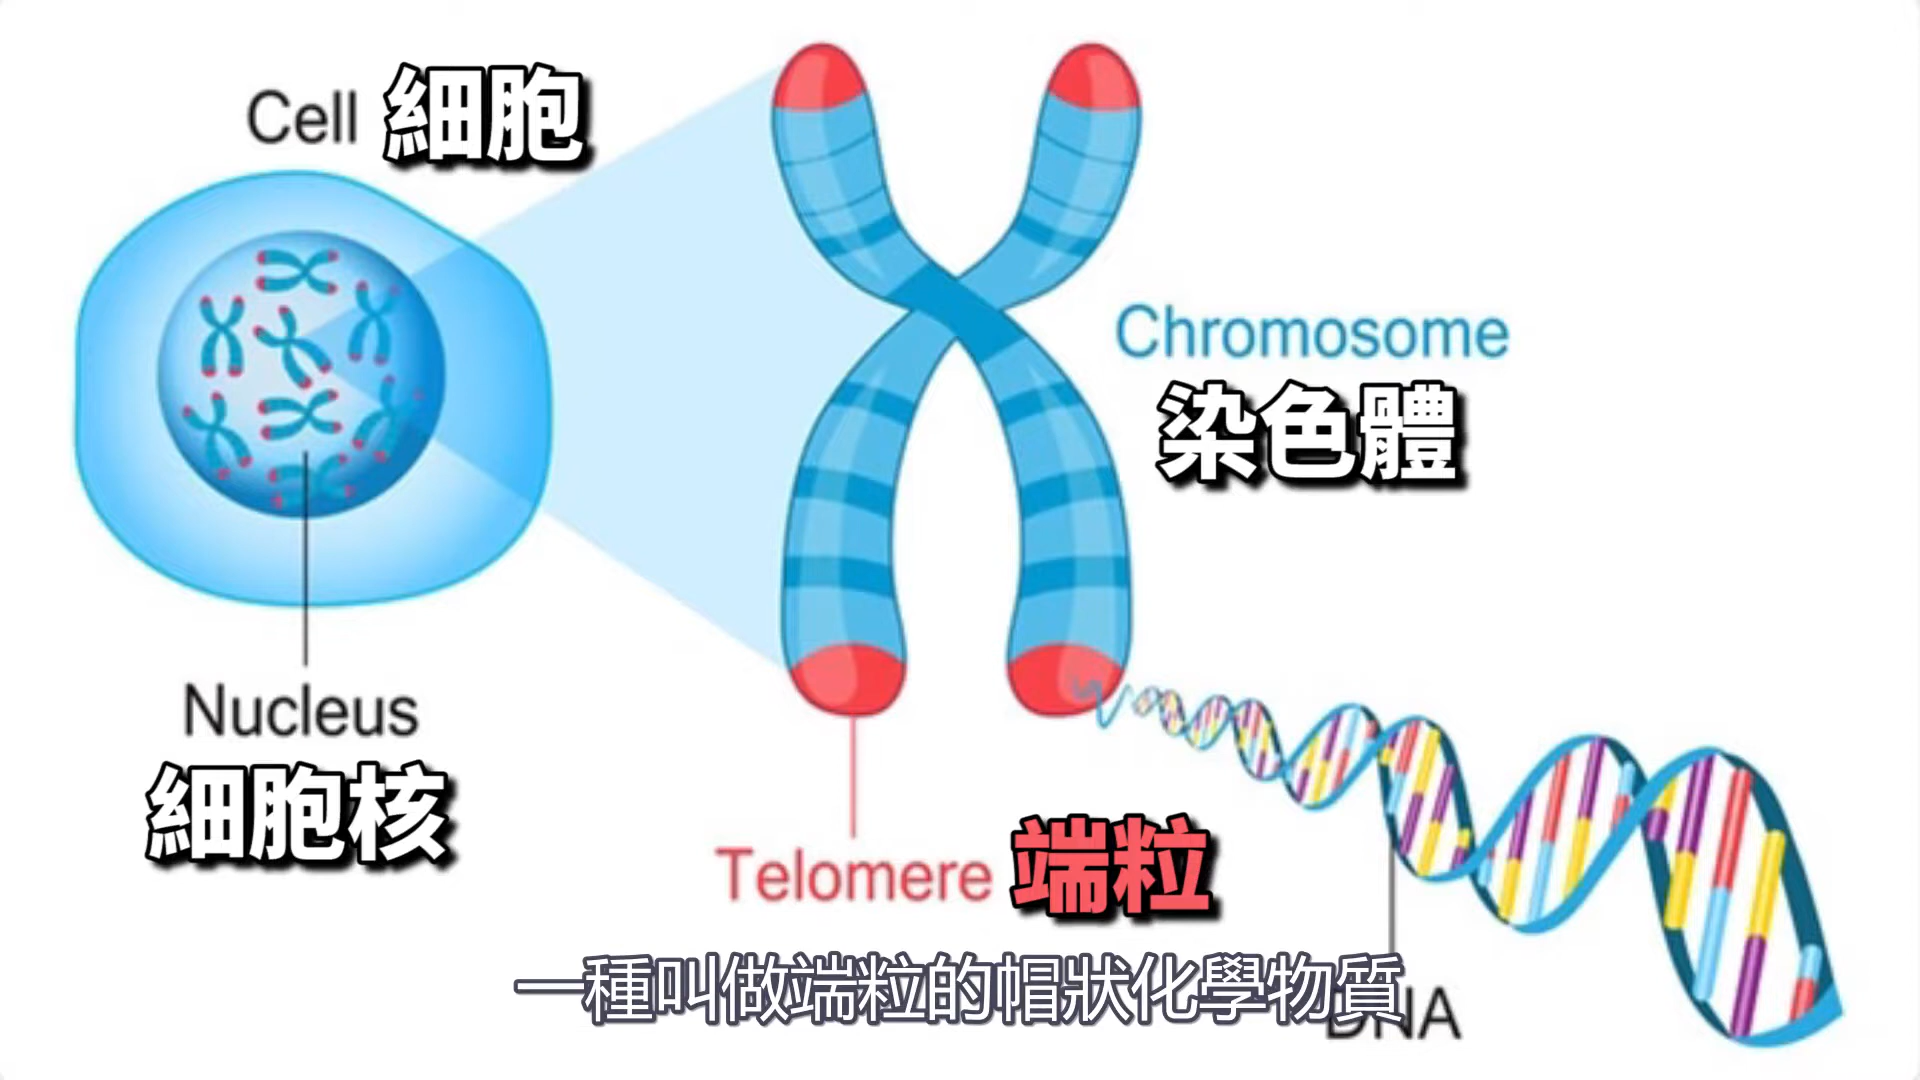 Cell 細胞
Chromosome
染色體
Nucleus
細胞核
Telomere 端粒
一種叫做端粒的帽狀化學物質
DNA